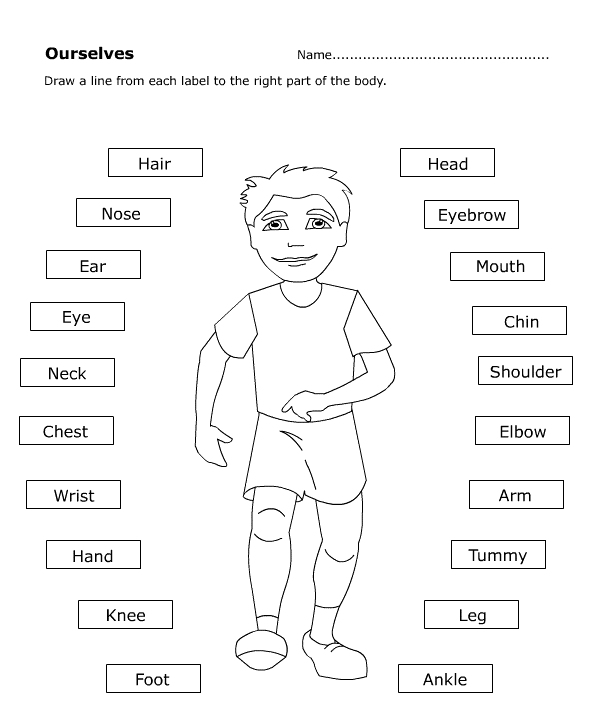 Ourselves Name..................................................
Draw a line from each label to the right part of the body.
Hair Head
Nose Eyebrow
Ear Mouth
Eye Chin
Neck Shoulder
Chest Elbow
Wrist Arm
Hand Tummy
Knee Leg
Foot Ankle